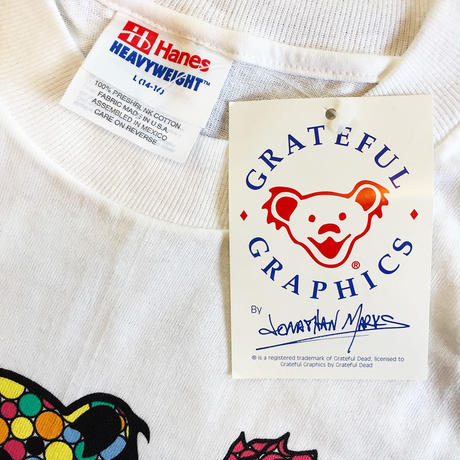 Hanes
HEAVYWEIGHT™
L (14-16)
100% PRESHRUNK COTTON
FABRIC MADE IN U.S.A.
ASSEMBLED IN MEXICO
CARE ON REVERSE
GRATEFUL
GRAPHICS
®
By
JONATHAN MARKS
® is a registered trademark of Grateful Dead, licensed to
Grateful Graphics by Grateful Dead